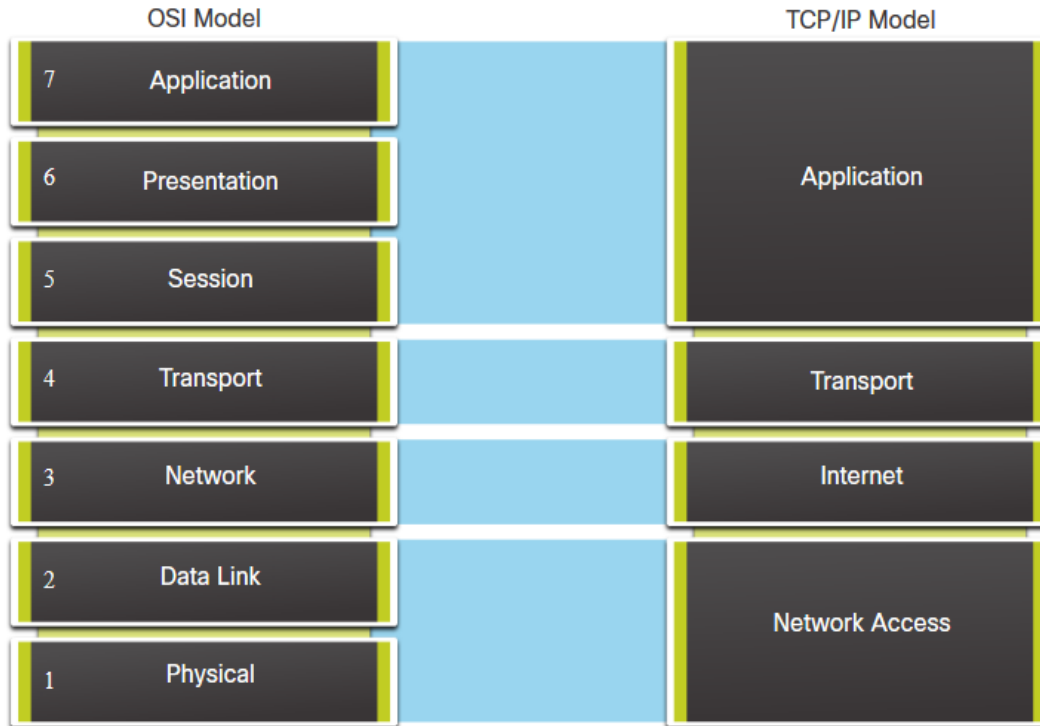 OSI Model
TCP/IP Model
7 Application
6 Presentation
5 Session
4 Transport
3 Network
2 Data Link
1 Physical
Application
Transport
Internet
Network Access